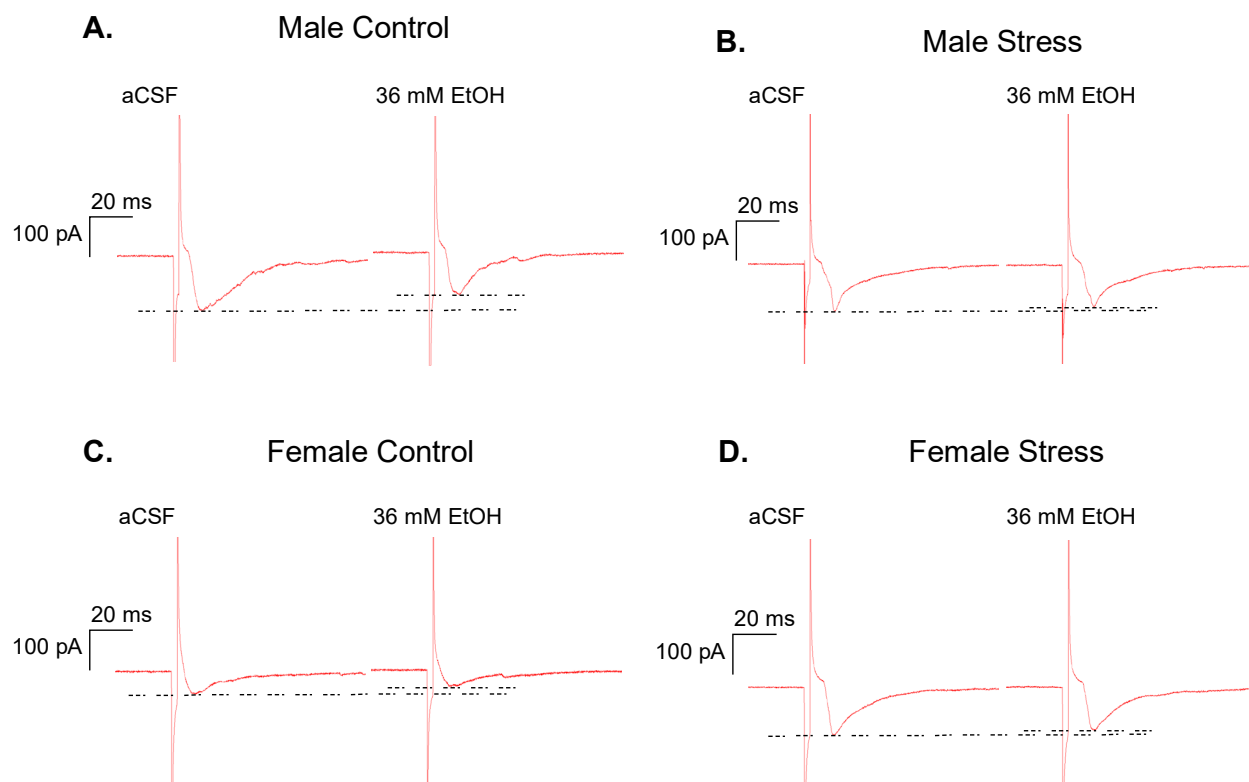 A. Male Control
aCSF 36 mM EtOH
20 ms
100 pA
B. Male Stress
aCSF 36 mM EtOH
20 ms
100 pA
C. Female Control
aCSF 36 mM EtOH
20 ms
100 pA
D. Female Stress
aCSF 36 mM EtOH
20 ms
100 pA